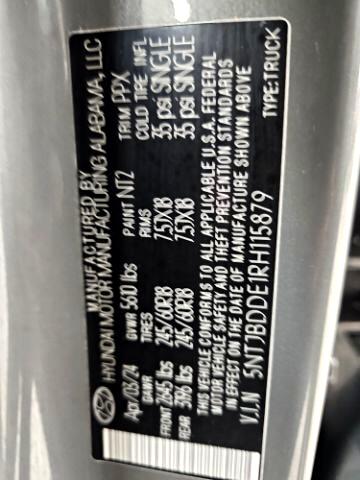 MANUFACTURED BY
HYUNDAI MOTOR MANUFACTURING ALABAMA, LLC
Apr/03/24 GVWR 5610 lbs PAINT NT2 TRIM PPX
GAWR TIRES RIMS COLD TIRE INFL
FRONT 2645 lbs 245/60R18 7.5JX18 35 psi SINGLE
REAR 3196 lbs 245/60R18 7.5JX18 35 psi SINGLE
THIS VEHICLE CONFORMS TO ALL APPLICABLE U.S.A. FEDERAL
MOTOR VEHICLE SAFETY AND THEFT PREVENTION STANDARDS
IN EFFECT ON THE DATE OF MANUFACTURE SHOWN ABOVE.
V.I.N 5NTJBDDE1RH115879 TYPE:TRUCK